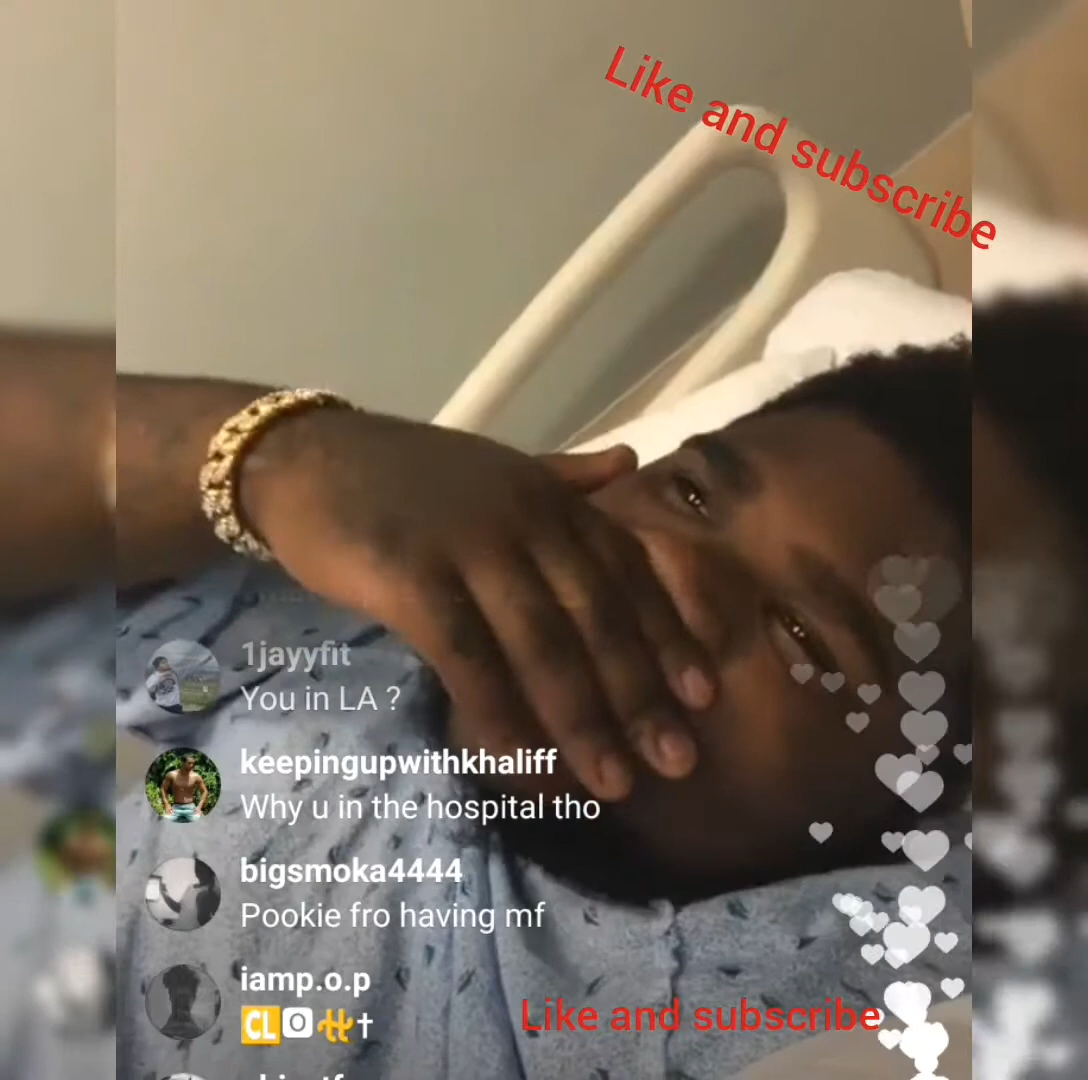 Like and subscribe
1jayyfit
You in LA ?
keepingupwithkhaliff
Why u in the hospital tho
bigsmoka4444
Pookie fro having mf
iamp.o.p
CL O
Like and subscribe